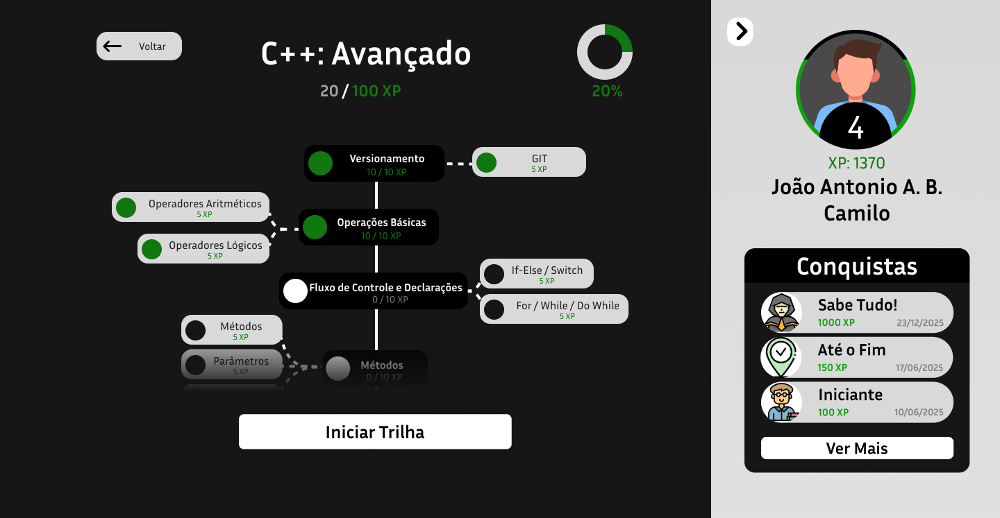 Voltar
C++: Avançado
20 / 100 XP
20%
Versionamento
10 / 10 XP
GIT
5 XP
Operadores Aritméticos
5 XP
Operadores Lógicos
5 XP
Operações Básicas
10 / 10 XP
Fluxo de Controle e Declarações
0 / 10 XP
If-Else / Switch
5 XP
For / While / Do While
5 XP
Métodos
5 XP
Parâmetros
5 XP
Métodos
0 / 10 XP
Iniciar Trilha
4
XP: 1370
João Antonio A. B.
Camilo
Conquistas
Sabe Tudo!
1000 XP 23/12/2025
Até o Fim
150 XP 17/06/2025
Iniciante
100 XP 10/06/2025
Ver Mais